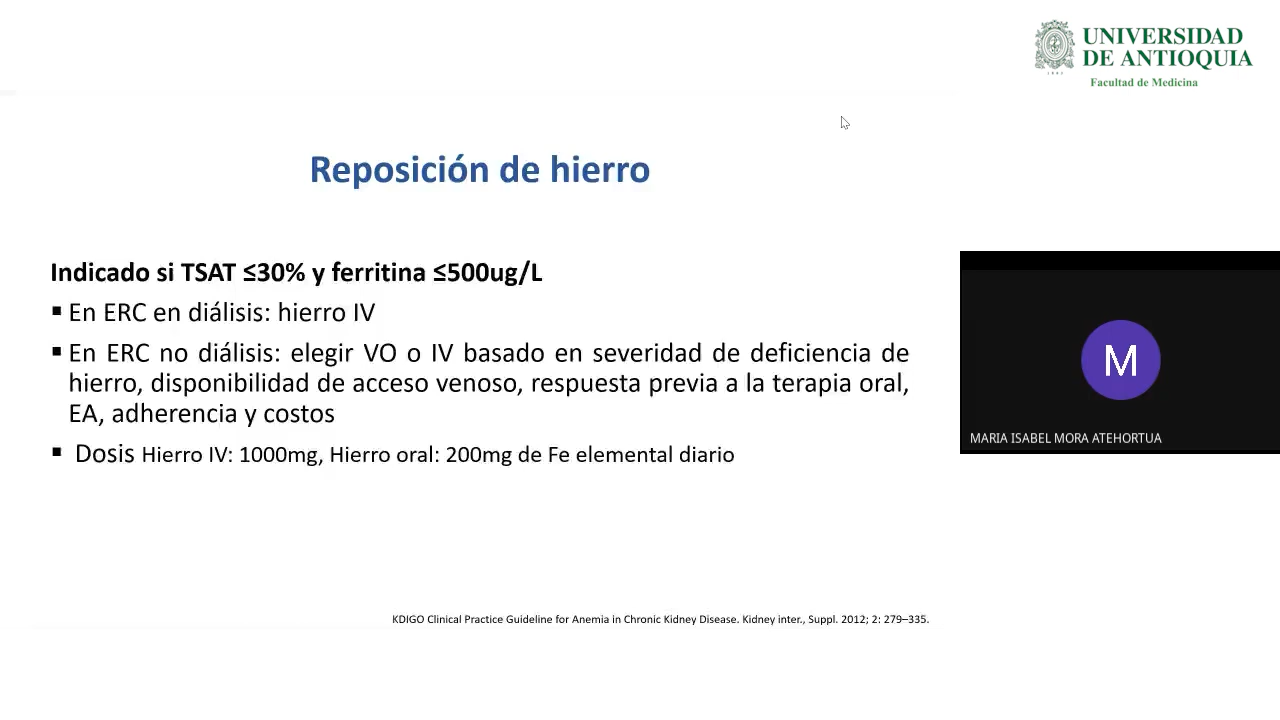 UNIVERSIDAD
DE ANTIOQUIA
1803
Facultad de Medicina
Reposición de hierro
Indicado si TSAT ≤30% y ferritina ≤500ug/L
▪ En ERC en diálisis: hierro IV
▪ En ERC no diálisis: elegir VO o IV basado en severidad de deficiencia de
hierro, disponibilidad de acceso venoso, respuesta previa a la terapia oral,
EA, adherencia y costos
▪ Dosis Hierro IV: 1000mg, Hierro oral: 200mg de Fe elemental diario
M
MARIA ISABEL MORA ATEHORTUA
KDIGO Clinical Practice Guideline for Anemia in Chronic Kidney Disease. Kidney inter., Suppl. 2012; 2: 279–335.